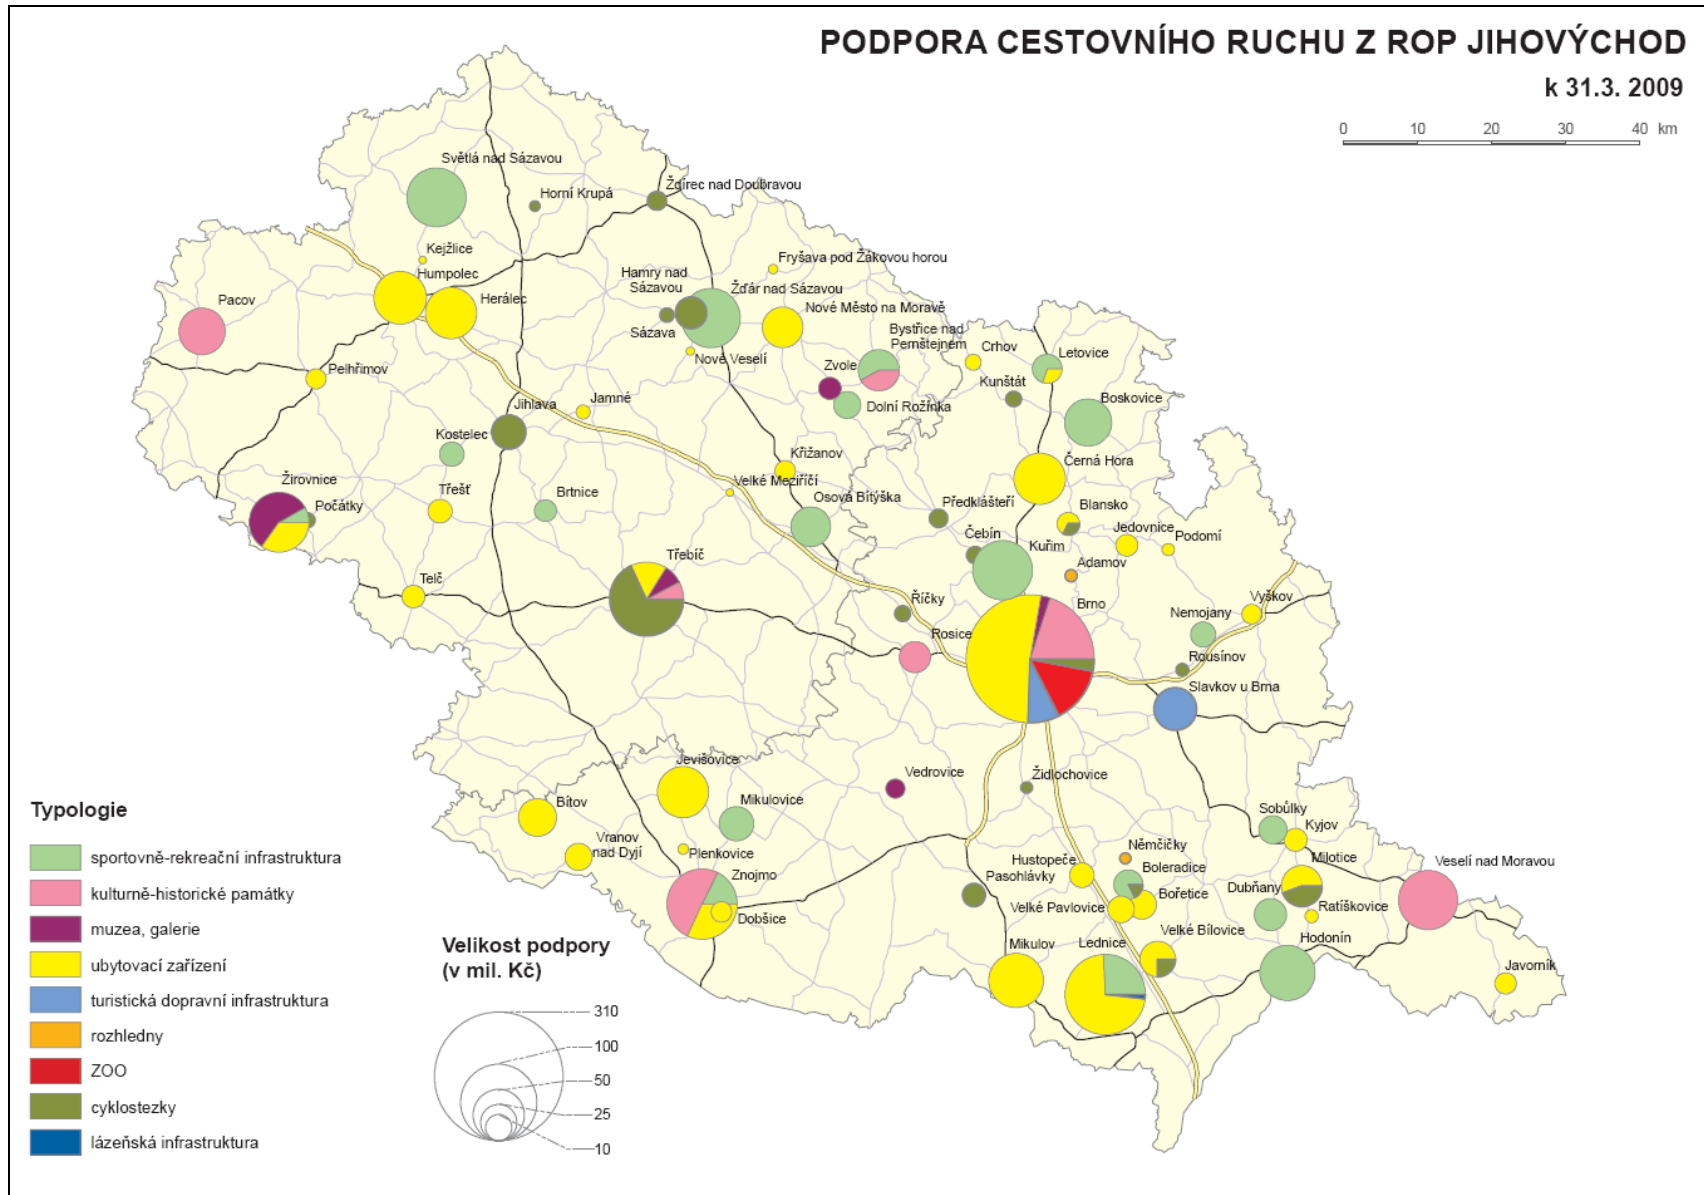 PODPORA CESTOVNÍHO RUCHU Z ROP JIHOVÝCHOD
k 31.3. 2009
0 10 20 30 40 km
Světlá nad Sázavou
Horní Krupá
Ždírec nad Doubravou
Kejžlice
Humpolec
Herálec
Pacov
Pelhřimov
Hamry nad
Sázavou
Sázava
Žďár nad Sázavou
Fryšava pod Žákovou horou
Nové Město na Moravě
Nové Veselí
Bystřice nad
Pernštejnem
Zvole
Dolní Rožínka
Crhov
Kunštát
Letovice
Boskovice
Jihlava
Jamné
Kostelec
Křižanov
Velké Meziříčí
Osová Bítýška
Černá Hora
Předklášteří
Blansko
Žirovnice
Počátky
Třešť
Brtnice
Čebín
Kuřim
Jedovnice
Podomí
Adamov
Telč
Třebíč
Říčky
Rosice
Brno
Nemojany
Vyškov
Rousínov
Slavkov u Brna
Jevišovice
Vedrovice
Židlochovice
Bítov
Mikulovice
Vranov
nad Dyjí
Plenkovice
Znojmo
Dobšice
Sobůlky
Kyjov
Němčičky
Hustopeče
Boleradice
Milotice
Veselí nad Moravou
Pasohlávky
Bořetice
Dubňany
Ratíškovice
Velké Pavlovice
Velké Bílovice
Hodonín
Mikulov
Lednice
Javorník
Typologie
sportovně-rekreační infrastruktura
kulturně-historické památky
muzea, galerie
ubytovací zařízení
turistická dopravní infrastruktura
rozhledny
ZOO
cyklostezky
lázeňská infrastruktura
Velikost podpory
(v mil. Kč)
310
100
50
25
10